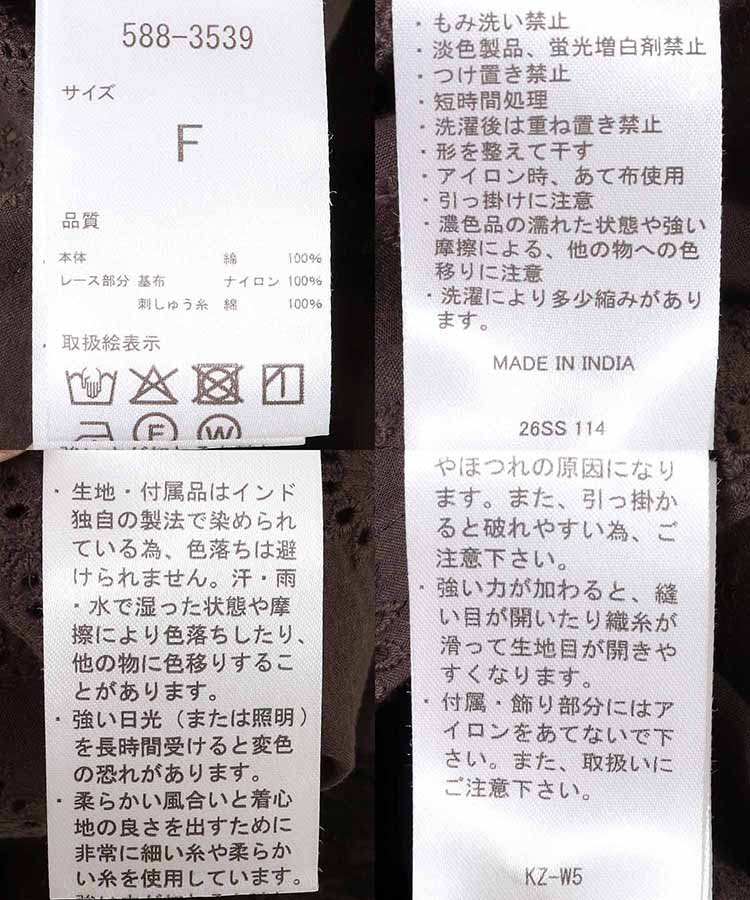 588-3539
サイズ
F
品質
本体 綿 100%
レース部分 基布 ナイロン 100%
刺しゅう糸 綿 100%
取扱絵表示
F W
・もみ洗い禁止
・淡色製品、蛍光増白剤禁止
・つけ置き禁止
・短時間処理
・洗濯後は重ね置き禁止
・形を整えて干す
・アイロン時、あて布使用
・引っ掛けに注意
・濃色品の濡れた状態や強い
摩擦による、他の物への色
移りに注意
・洗濯により多少縮みがあり
ます。
MADE IN INDIA
26SS 114
・生地・付属品はインド
独自の製法で染められ
ている為、色落ちは避
けられません。汗・雨
・水で湿った状態や摩
擦により色落ちしたり、
他の物に色移りするこ
とがあります。
・強い日光（または照明）
を長時間受けると変色
の恐れがあります。
・柔らかい風合いと着心
地の良さを出すために
非常に細い糸や柔らか
い糸を使用しています。
やほつれの原因になり
ます。また、引っ掛か
ると破れやすい為、ご
注意下さい。
・強い力が加わると、縫
い目が開いたり織糸が
滑って生地目が開きや
すくなります。
・付属・飾り部分にはア
イロンをあてないで下
さい。また、取扱いに
ご注意下さい。
KZ-W5